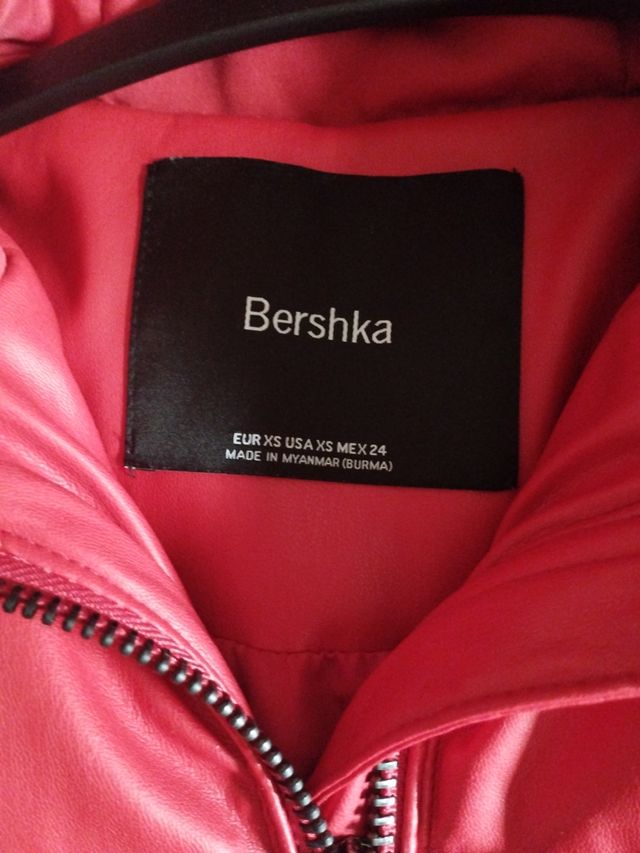 Bershka
EUR XS USA XS MEX 24
MADE IN MYANMAR (BURMA)